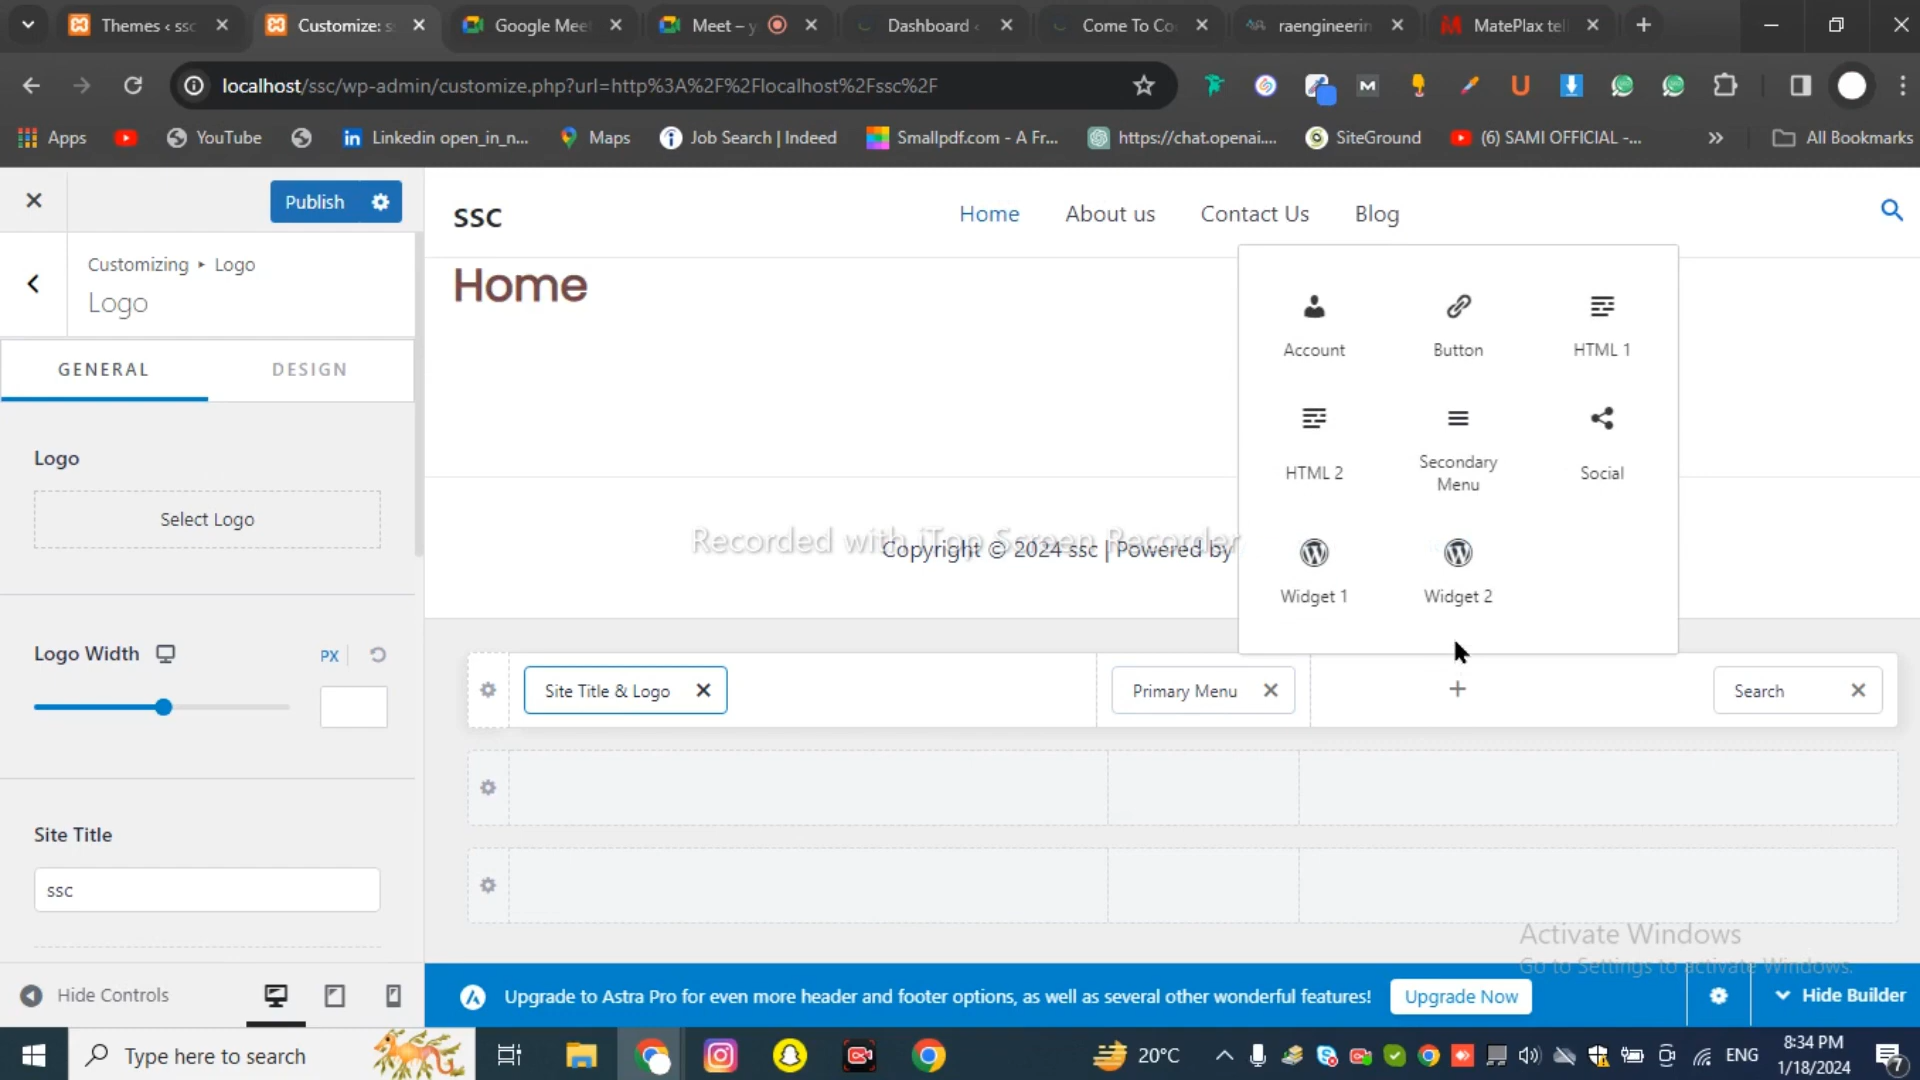 Themes ‹ ssc
Customize: s
Google Mee
Meet – y
Dashboard ‹
Come To Co
raengineerin
MatePlax tel
localhost/ssc/wp-admin/customize.php?url=http%3A%2F%2Flocalhost%2Fssc%2F
Apps
YouTube
Linkedin open_in_n...
Maps
Job Search | Indeed
Smallpdf.com - A Fr...
https://chat.openai....
SiteGround
(6) SAMI OFFICIAL -...
»
All Bookmarks
Publish
Customizing ▸ Logo
Logo
GENERAL
DESIGN
Logo
Select Logo
Logo Width
PX
Site Title
ssc
Hide Controls
ssc
Home
About us
Contact Us
Blog
Home
Account
Button
HTML 1
HTML 2
Secondary
Menu
Social
Widget 1
Widget 2
Recorded with iTop Screen Recorder
Copyright © 2024 ssc | Powered by
Site Title & Logo
Primary Menu
Search
Activate Windows
Go to Settings to activate Windows.
Upgrade to Astra Pro for even more header and footer options, as well as several other wonderful features!
Upgrade Now
Hide Builder
Type here to search
20°C
ENG
8:34 PM
1/18/2024
7